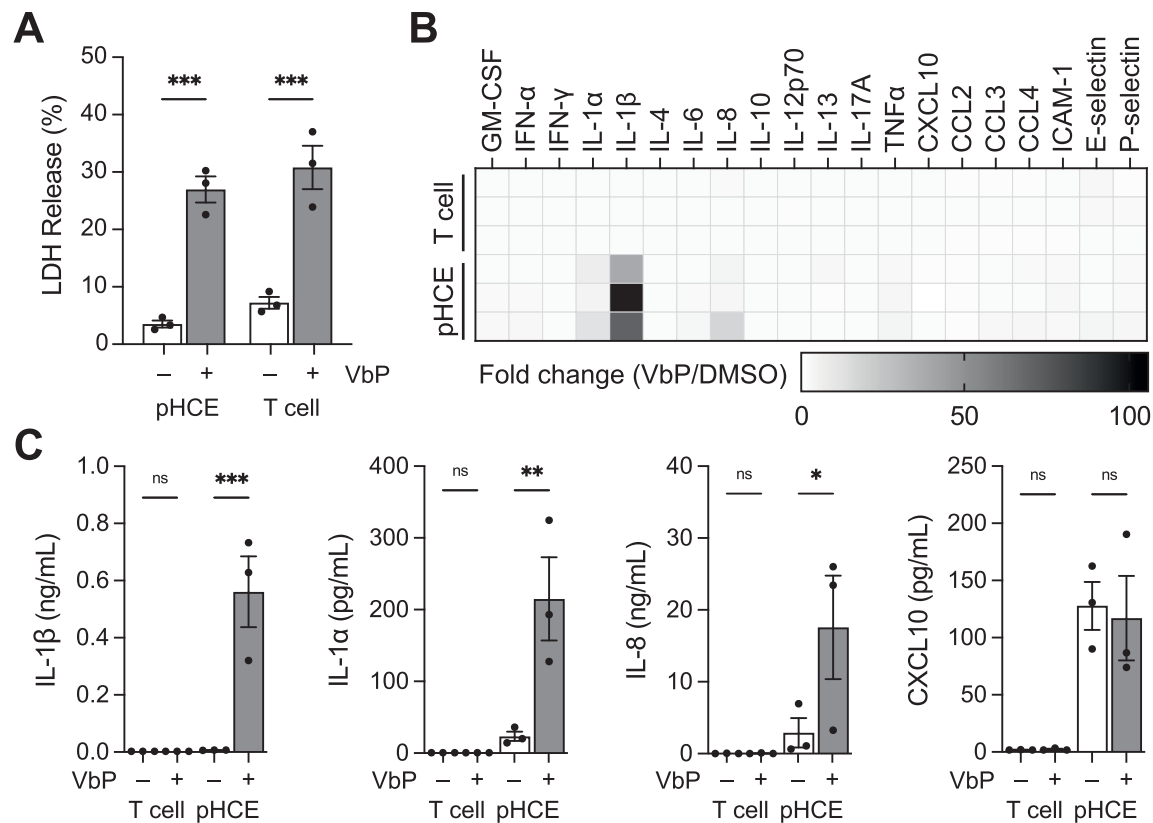 A
LDH Release (%)
50
40
30
20
10
0
***
***
– + – + VbP
pHCE T cell
B
GM-CSF
IFN-α
IFN-γ
IL-1α
IL-1β
IL-4
IL-6
IL-8
IL-10
IL-12p70
IL-13
IL-17A
TNFα
CXCL10
CCL2
CCL3
CCL4
ICAM-1
E-selectin
P-selectin
T cell
pHCE
Fold change (VbP/DMSO)
0 50 100
C
IL-1β (ng/mL)
1.0
0.8
0.6
0.4
0.2
0.0
ns ***
VbP – + – +
T cell pHCE
IL-1α (pg/mL)
400
300
200
100
0
ns **
VbP – + – +
T cell pHCE
IL-8 (ng/mL)
40
30
20
10
0
ns *
VbP – + – +
T cell pHCE
CXCL10 (pg/mL)
250
200
150
100
50
0
ns ns
VbP – + – +
T cell pHCE